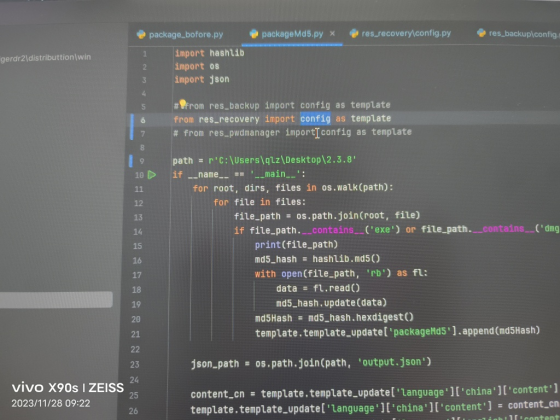 package_bofore.py packageMd5.py × res_recovery\config.py res_backup\config.
gerdr2\distributtion\win
1 import hashlib
2 import os
3 import json
4
5 # from res_backup import config as template
6 from res_recovery import config as template
7 # from res_pwdmanager import config as template
8
9 path = r'C:\Users\qlz\Desktop\2.3.8'
10 if __name__ == '__main__':
11 for root, dirs, files in os.walk(path):
12 for file in files:
13 file_path = os.path.join(root, file)
14 if file_path.__contains__('exe') or file_path.__contains__('dmg
15 print(file_path)
16 md5_hash = hashlib.md5()
17 with open(file_path, 'rb') as fl:
18 data = fl.read()
19 md5_hash.update(data)
20 md5Hash = md5_hash.hexdigest()
21 template.template_update['packageMd5'].append(md5Hash)
22
23 json_path = os.path.join(path, 'output.json')
24
25 content_cn = template.template_update['language']['china']['content']
26 template.template_update['language']['china']['content'] = content_cn
vivo X90s | ZEISS
2023/11/28 09:22